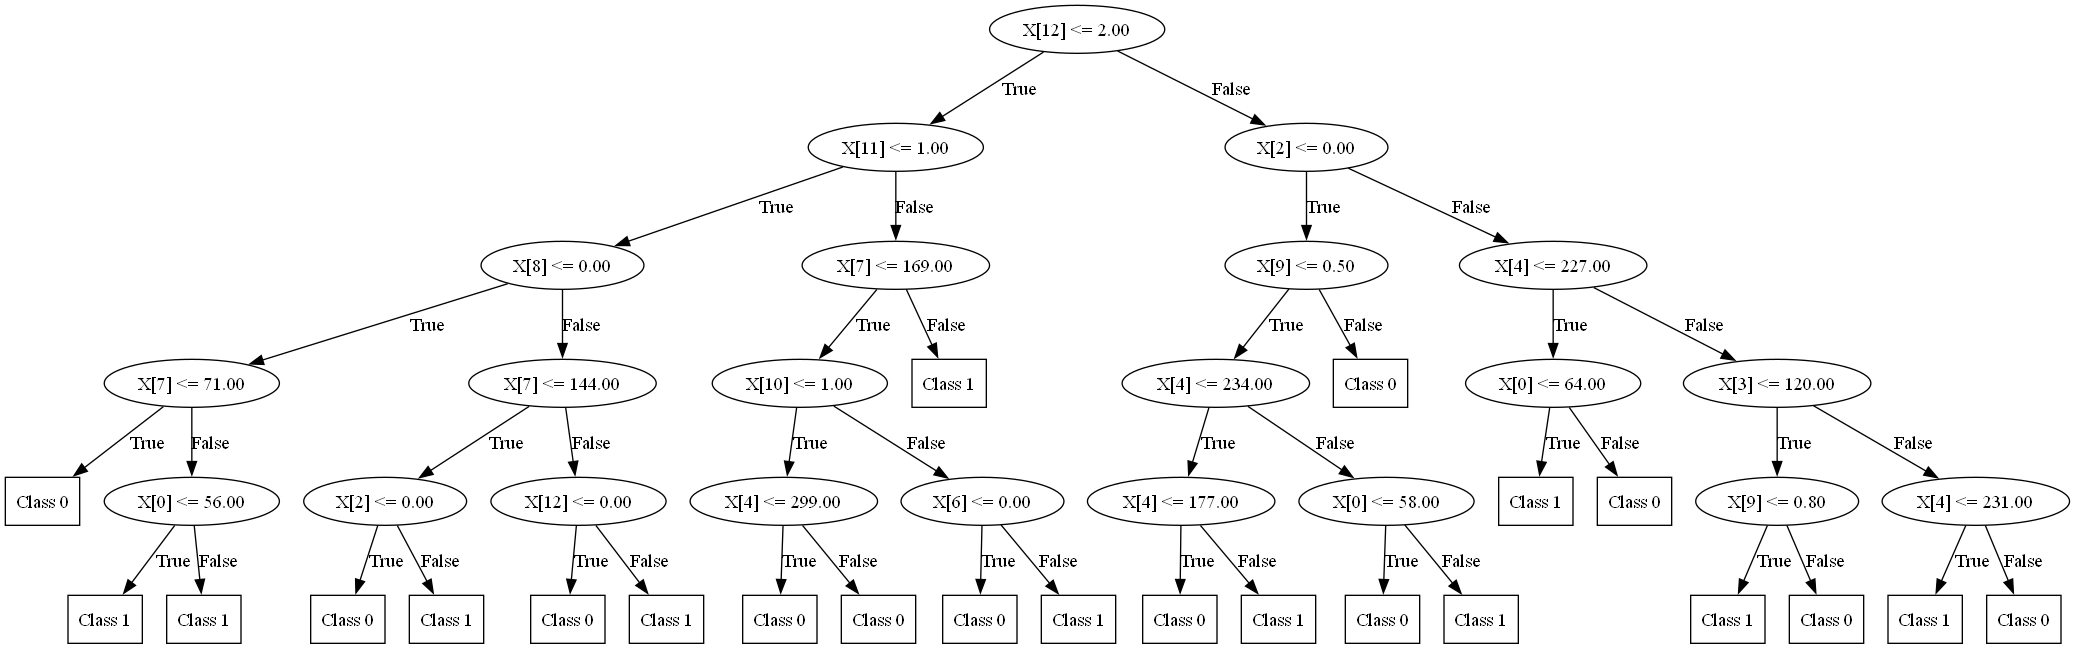 X[12] <= 2.00
True
False
X[11] <= 1.00
X[2] <= 0.00
True
False
True
False
X[8] <= 0.00
X[7] <= 169.00
X[9] <= 0.50
X[4] <= 227.00
True
False
True
False
True
False
True
False
X[7] <= 71.00
X[7] <= 144.00
X[10] <= 1.00
Class 1
X[4] <= 234.00
Class 0
X[0] <= 64.00
X[3] <= 120.00
True
False
True
False
True
False
True
False
True
False
True
False
Class 0
X[0] <= 56.00
X[2] <= 0.00
X[12] <= 0.00
X[4] <= 299.00
X[6] <= 0.00
X[4] <= 177.00
X[0] <= 58.00
Class 1
Class 0
X[9] <= 0.80
X[4] <= 231.00
True
False
True
False
True
False
True
False
True
False
True
False
True
False
True
False
True
False
Class 1
Class 1
Class 0
Class 1
Class 0
Class 1
Class 0
Class 0
Class 0
Class 1
Class 0
Class 1
Class 0
Class 1
Class 1
Class 0
Class 1
Class 0